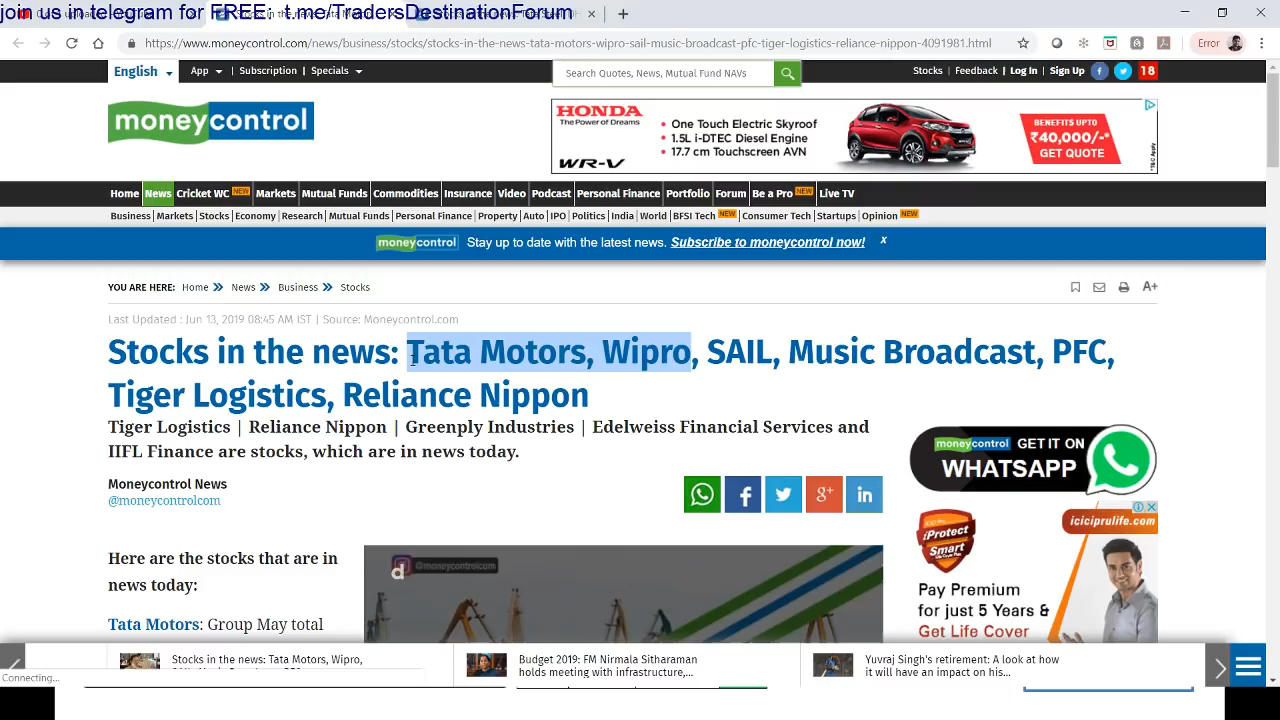 join us in telegram for FREE: t.me/TradersDestinationForum
https://www.moneycontrol.com/news/business/stocks/stocks-in-the-news-tata-motors-wipro-sail-music-broadcast-pfc-tiger-logistics-reliance-nippon-4091981.html
Error
English App Subscription Specials
Search Quotes, News, Mutual Fund NAVs
Stocks | Feedback | Log In | Sign Up 18
moneycontrol
HONDA
The Power of Dreams
WR-V
• One Touch Electric Skyroof
• 1.5L i-DTEC Diesel Engine
• 17.7 cm Touchscreen AVN
BENEFITS UPTO
₹40,000/-*
GET QUOTE
Home News Cricket WC NEW Markets Mutual Funds Commodities Insurance Video Podcast Personal Finance Portfolio Forum Be a Pro NEW Live TV
Business | Markets | Stocks | Economy | Research | Mutual Funds | Personal Finance | Property | Auto | IPO | Politics | India | World | BFSI Tech NEW | Consumer Tech | Startups | Opinion NEW
moneycontrol Stay up to date with the latest news. Subscribe to moneycontrol now! x
YOU ARE HERE: Home News Business Stocks
A+
Last Updated : Jun 13, 2019 08:45 AM IST | Source: Moneycontrol.com
Stocks in the news: Tata Motors, Wipro, SAIL, Music Broadcast, PFC,
Tiger Logistics, Reliance Nippon
Tiger Logistics | Reliance Nippon | Greenply Industries | Edelweiss Financial Services and
IIFL Finance are stocks, which are in news today.
Moneycontrol News
@moneycontrolcom
g+
in
moneycontrol GET IT ON
WHATSAPP
Here are the stocks that are in
news today:
Tata Motors: Group May total
@moneycontrolcom
d
iciciprulife.com
iProtect
Smart
Pay Premium
for just 5 Years &
Get Life Cover
Stocks in the news: Tata Motors, Wipro,
Budget 2019: FM Nirmala Sitharaman
holds meeting with infrastructure,...
Yuvraj Singh's retirement: A look at how
it will have an impact on his...
Connecting...